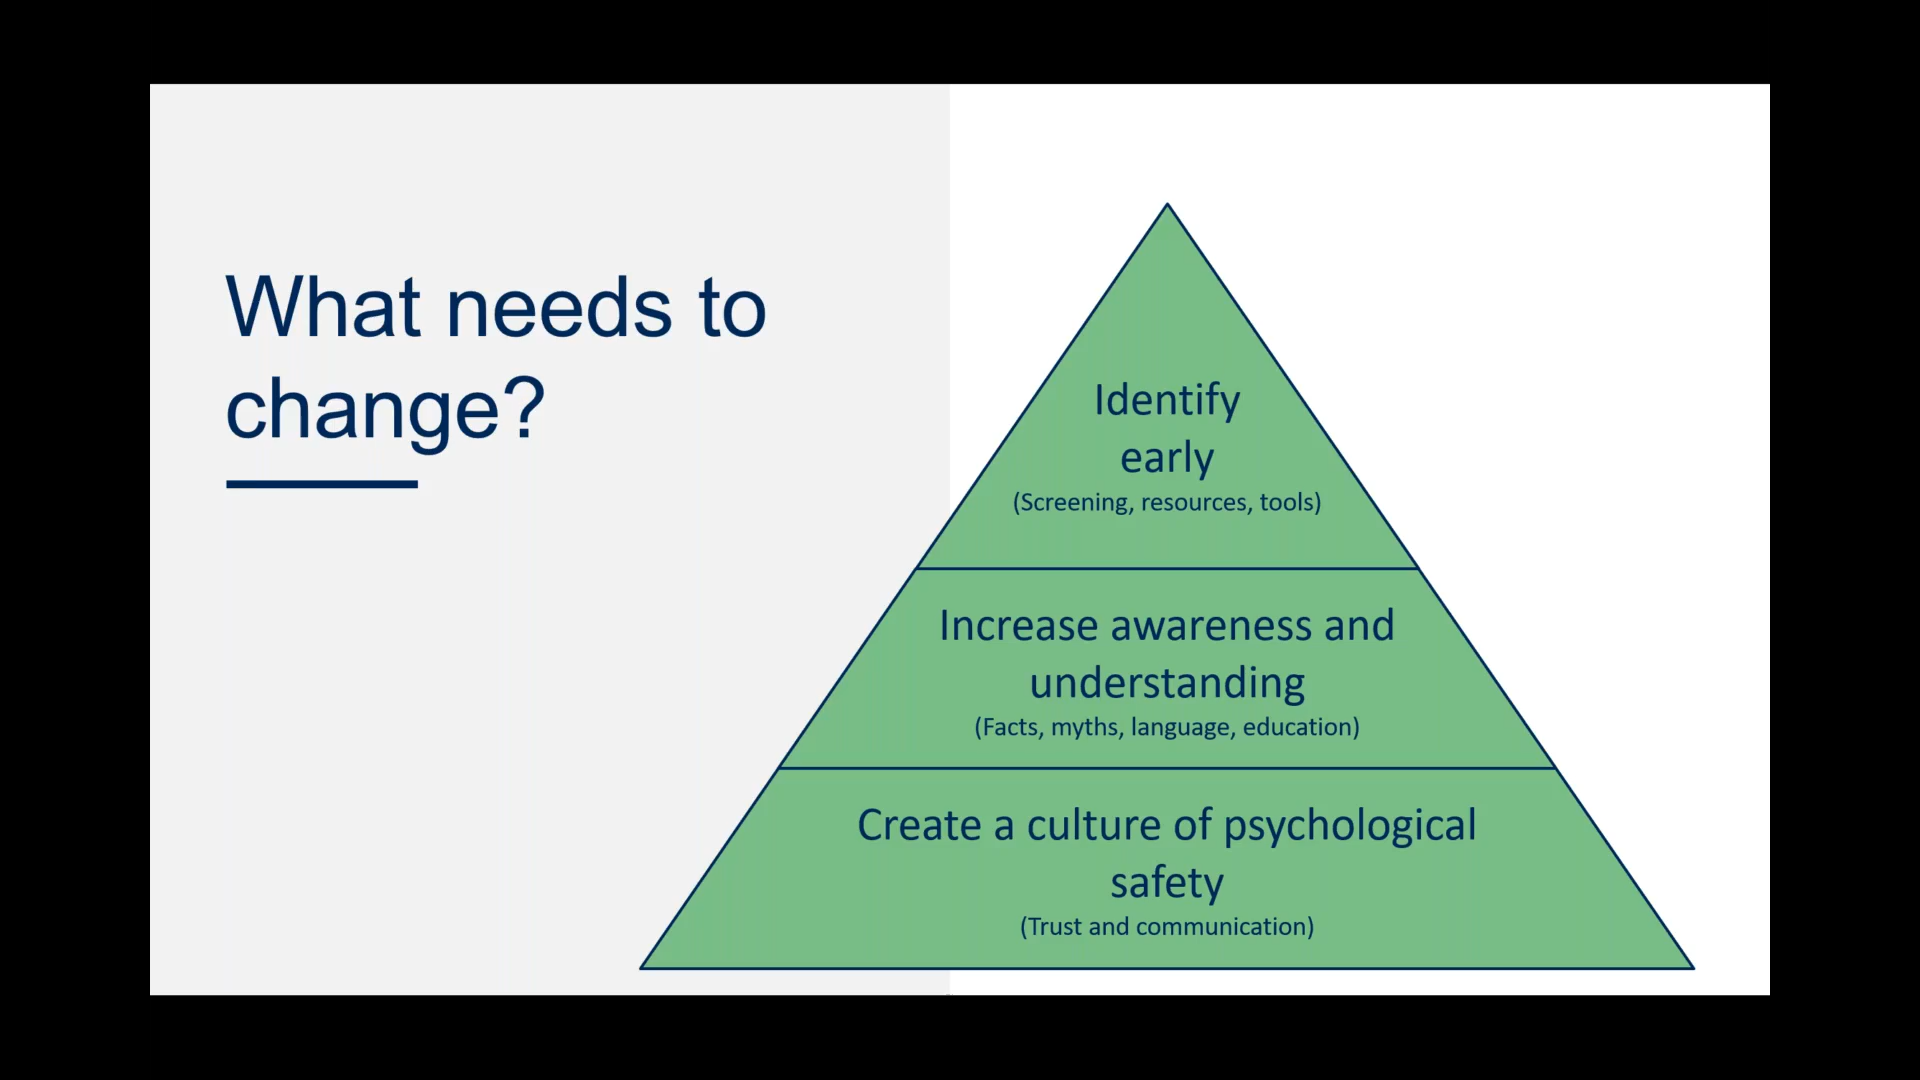 What needs to
change?
Identify
early
(Screening, resources, tools)
Increase awareness and
understanding
(Facts, myths, language, education)
Create a culture of psychological
safety
(Trust and communication)